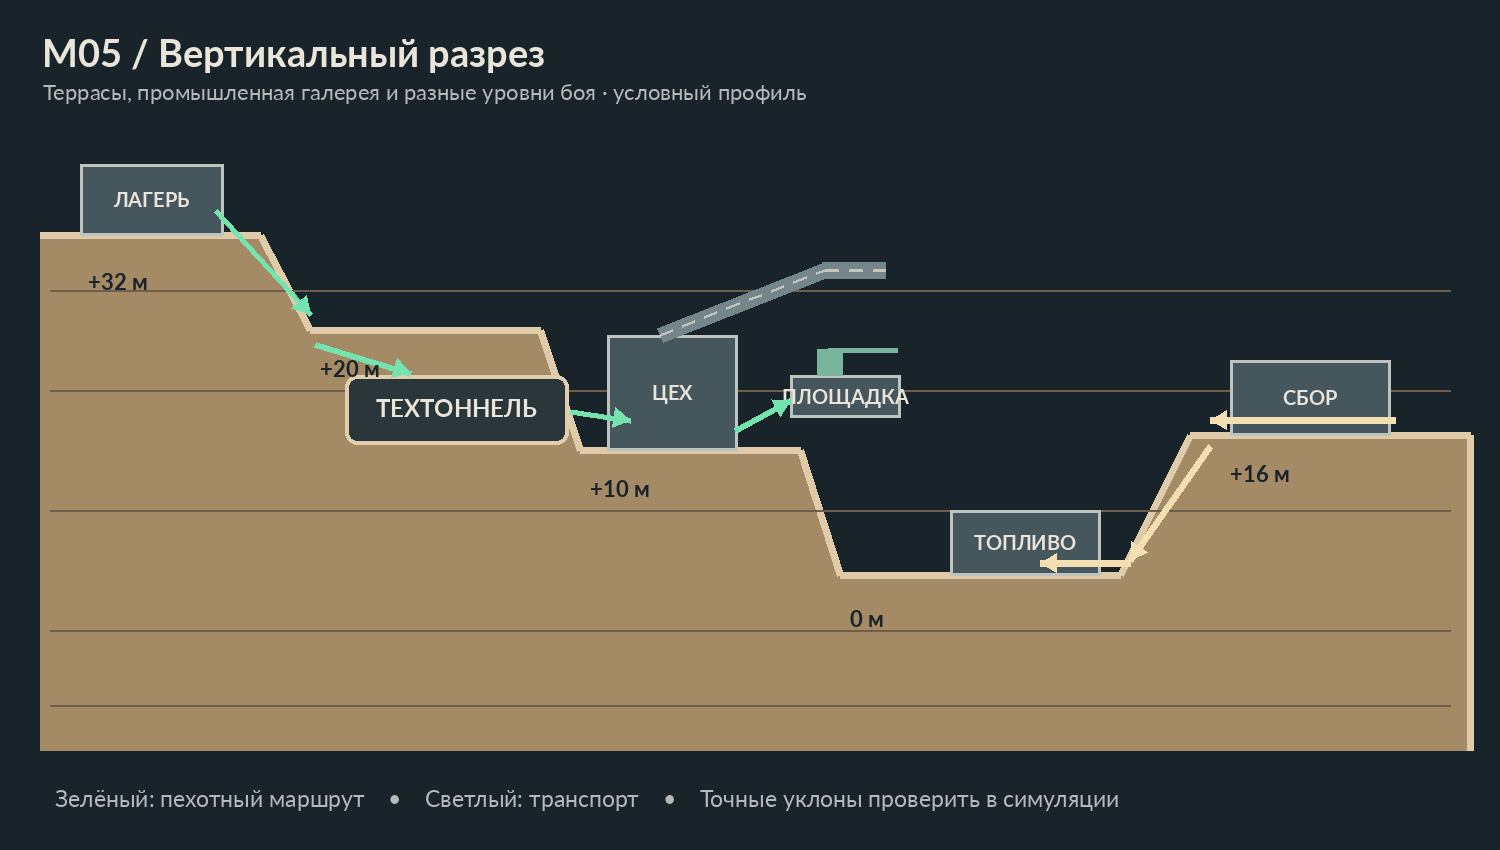 М05 / Вертикальный разрез
Террасы, промышленная галерея и разные уровни боя · условный профиль
ЛАГЕРЬ
+32 м
+20 м
ТЕХТОННЕЛЬ
ЦЕХ
ПЛОЩАДКА
СБОР
+10 м
+16 м
ТОПЛИВО
0 м
Зелёный: пехотный маршрут • Светлый: транспорт • Точные уклоны проверить в симуляции